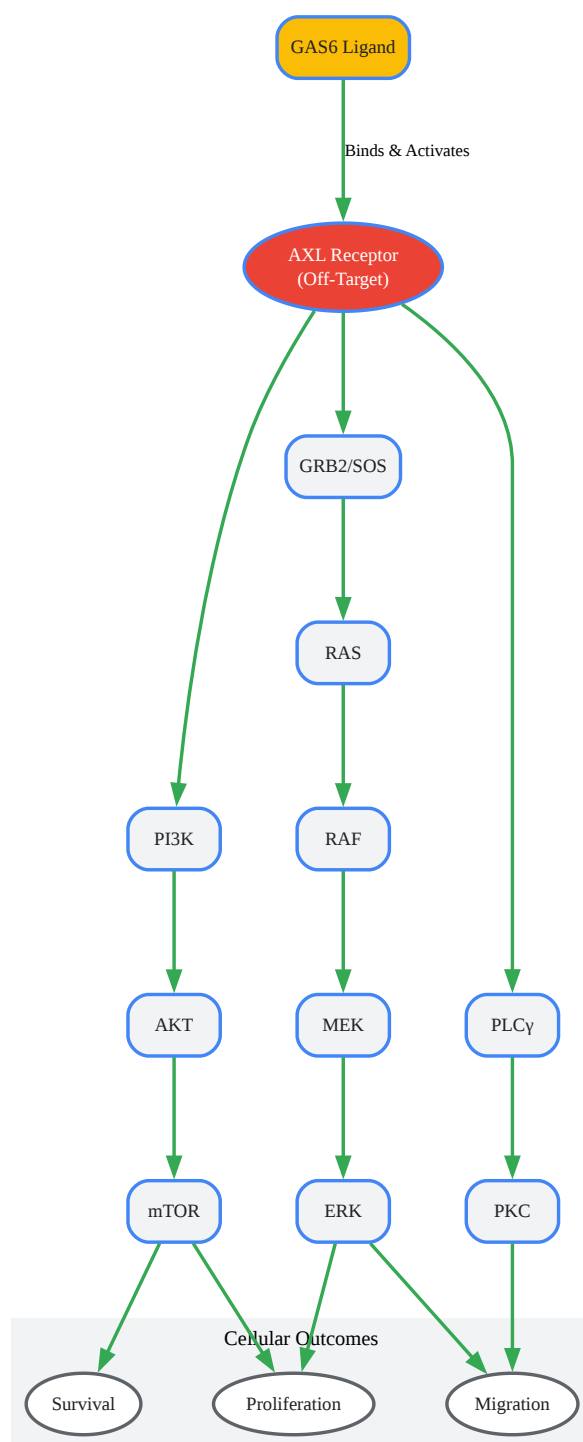 GAS6 Ligand
Binds & Activates
AXL Receptor
(Off-Target)
GRB2/SOS
RAS
PI3K
RAF
AKT
MEK
PLCγ
mTOR
ERK
PKC
Cellular Outcomes
Survival
Proliferation
Migration